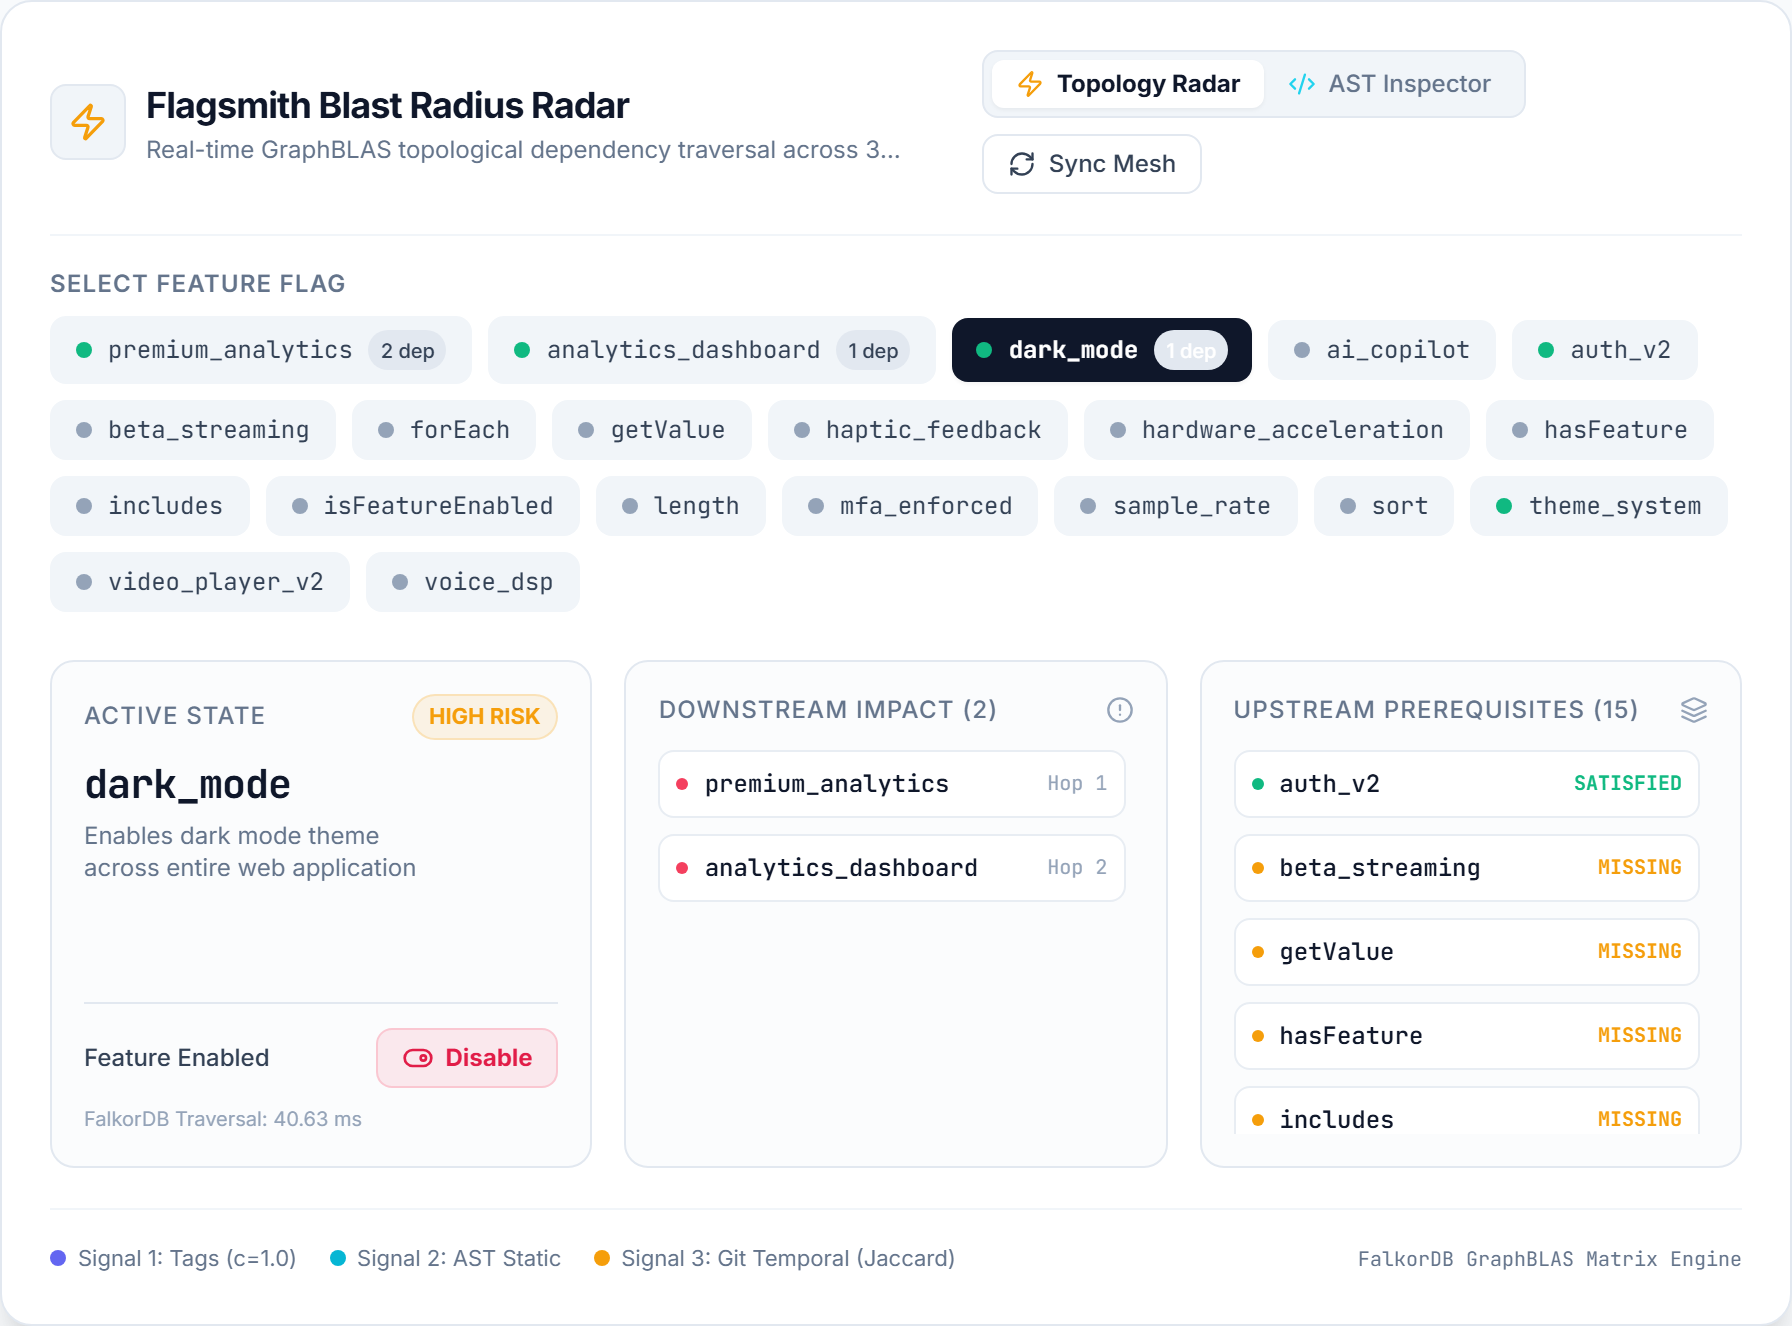 Flagsmith Blast Radius Radar
Real-time GraphBLAS topological dependency traversal across 3...
Topology Radar
AST Inspector
Sync Mesh
SELECT FEATURE FLAG
premium_analytics 2 dep
analytics_dashboard 1 dep
dark_mode 1 dep
ai_copilot
auth_v2
beta_streaming
forEach
getValue
haptic_feedback
hardware_acceleration
hasFeature
includes
isFeatureEnabled
length
mfa_enforced
sample_rate
sort
theme_system
video_player_v2
voice_dsp
ACTIVE STATE
HIGH RISK
dark_mode
Enables dark mode theme
across entire web application
Feature Enabled
Disable
FalkorDB Traversal: 40.63 ms
DOWNSTREAM IMPACT (2)
premium_analytics Hop 1
analytics_dashboard Hop 2
UPSTREAM PREREQUISITES (15)
auth_v2 SATISFIED
beta_streaming MISSING
getValue MISSING
hasFeature MISSING
includes MISSING
Signal 1: Tags (c=1.0)
Signal 2: AST Static
Signal 3: Git Temporal (Jaccard)
FalkorDB GraphBLAS Matrix Engine